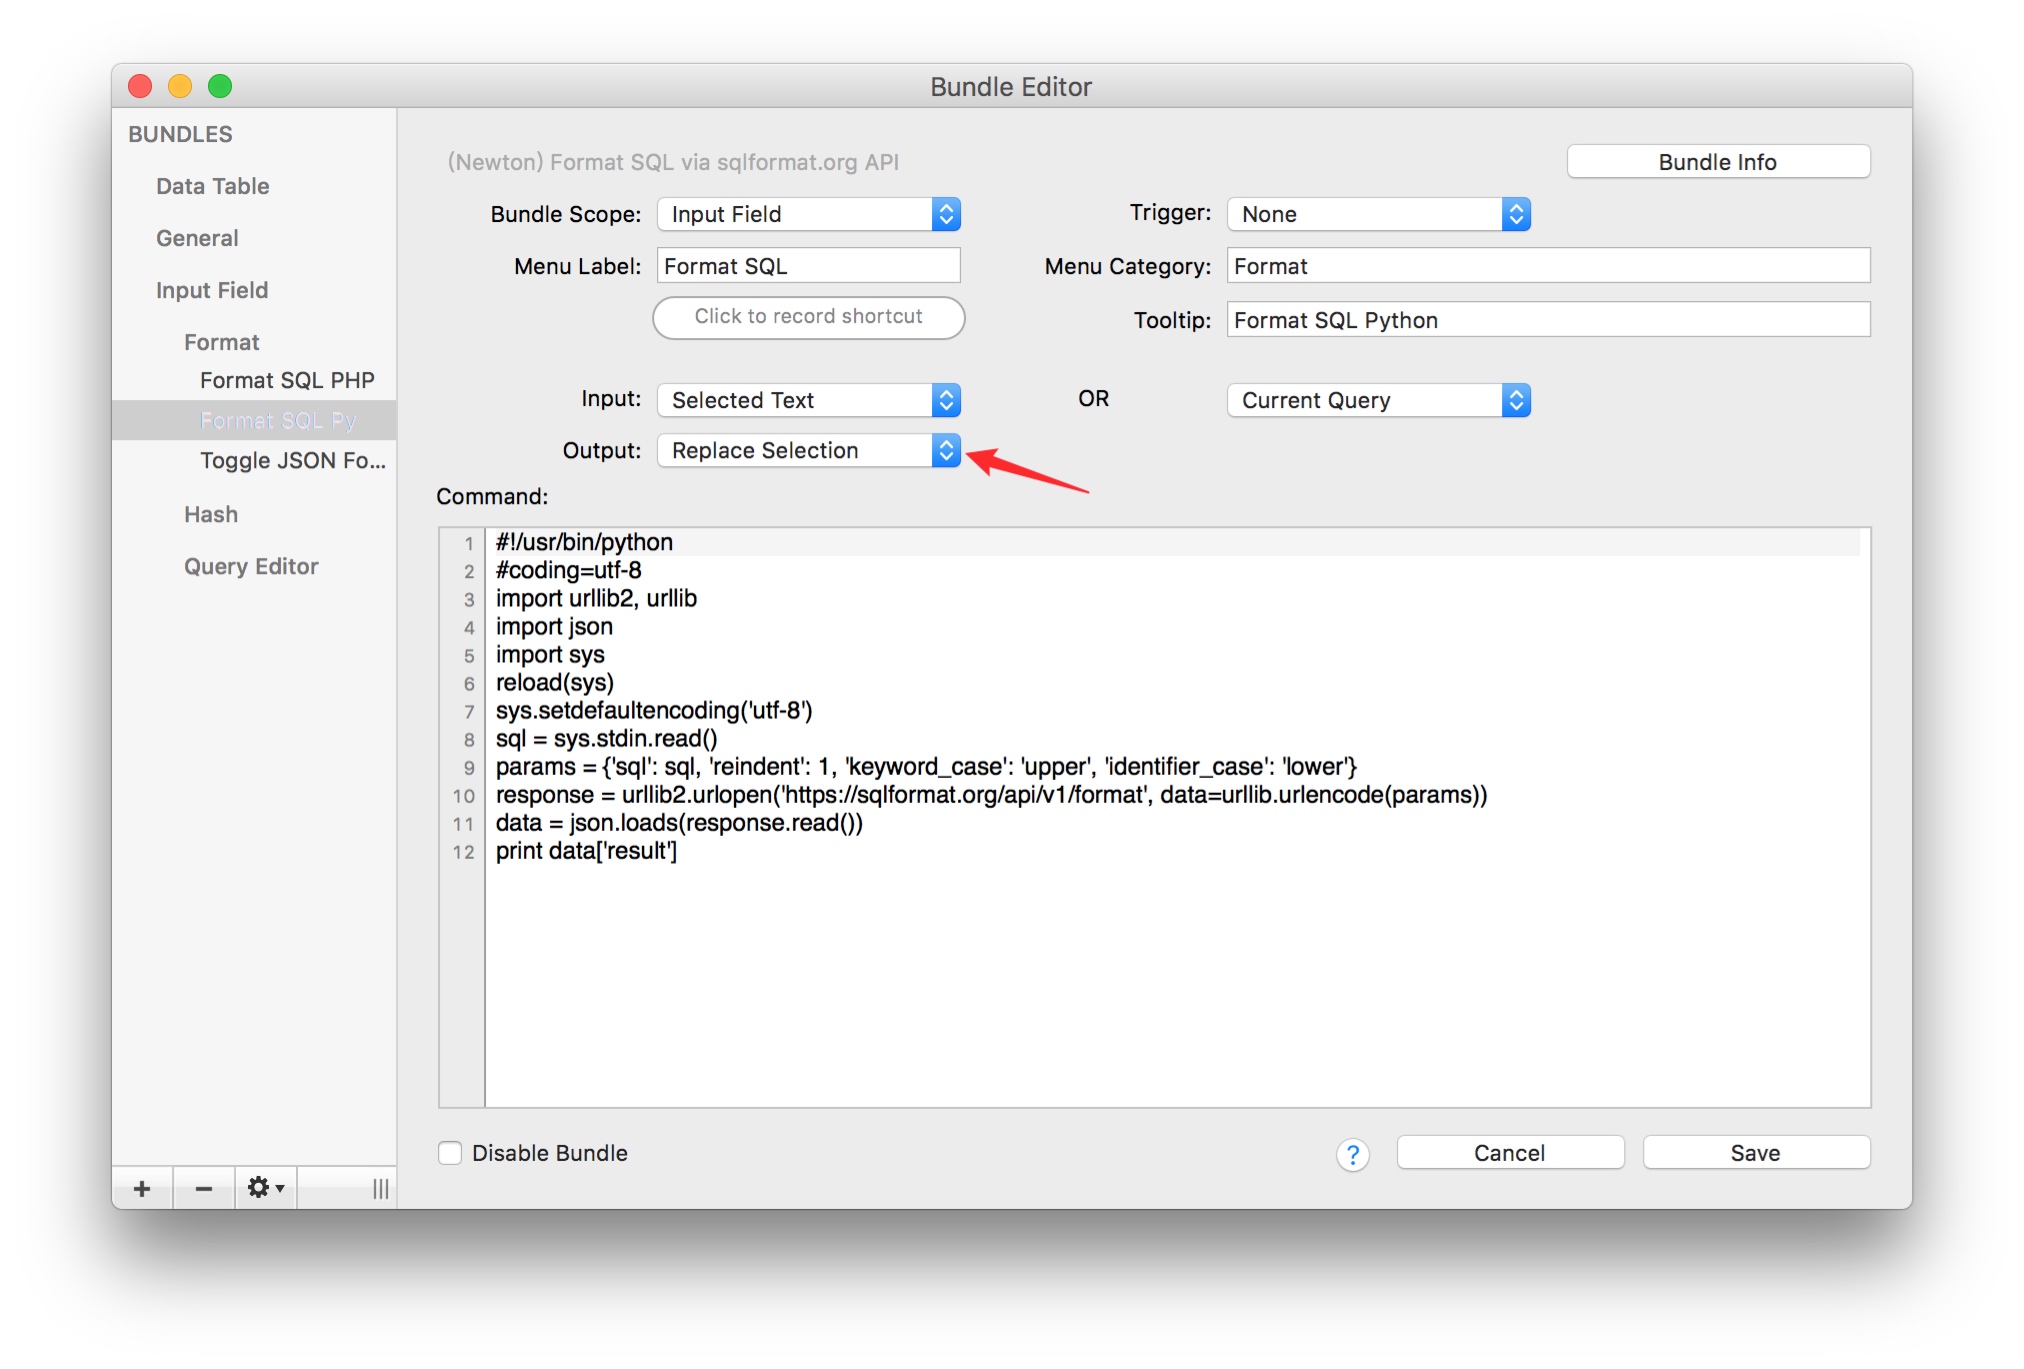 Bundle Editor
BUNDLES
Data Table
General
Input Field
Format
Format SQL PHP
Format SQL Py
Toggle JSON Fo...
Hash
Query Editor
(Newton) Format SQL via sqlformat.org API
Bundle Info
Bundle Scope: Input Field
Trigger: None
Menu Label: Format SQL
Menu Category: Format
Click to record shortcut
Tooltip: Format SQL Python
Input: Selected Text OR Current Query
Output: Replace Selection
Command:
1 #!/usr/bin/python
2 #coding=utf-8
3 import urllib2, urllib
4 import json
5 import sys
6 reload(sys)
7 sys.setdefaultencoding('utf-8')
8 sql = sys.stdin.read()
9 params = {'sql': sql, 'reindent': 1, 'keyword_case': 'upper', 'identifier_case': 'lower'}
10 response = urllib2.urlopen('https://sqlformat.org/api/v1/format', data=urllib.urlencode(params))
11 data = json.loads(response.read())
12 print data['result']
Disable Bundle
? Cancel Save